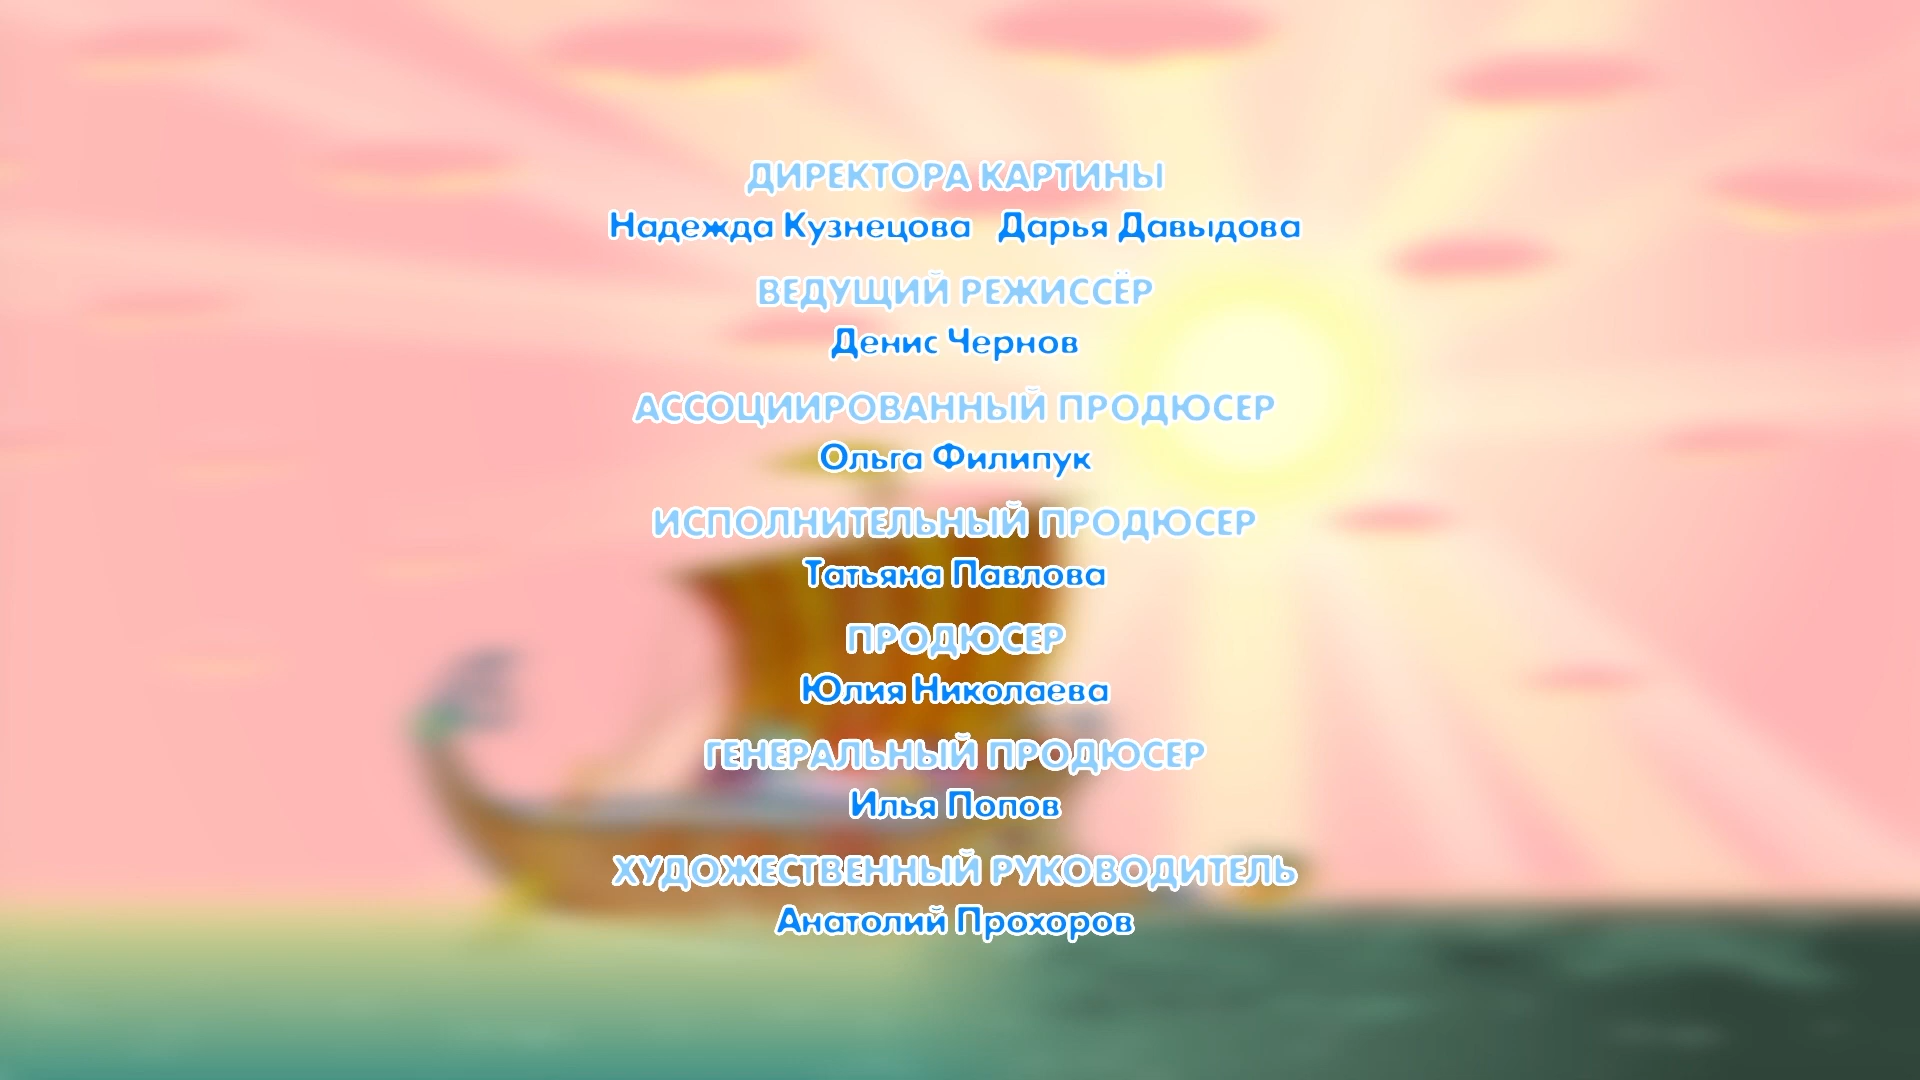 ДИРЕКТОРА КАРТИНЫ
Надежда Кузнецова Дарья Давыдова
ВЕДУЩИЙ РЕЖИССЁР
Денис Чернов
АССОЦИИРОВАННЫЙ ПРОДЮСЕР
Ольга Филипук
ИСПОЛНИТЕЛЬНЫЙ ПРОДЮСЕР
Татьяна Павлова
ПРОДЮСЕР
Юлия Николаева
ГЕНЕРАЛЬНЫЙ ПРОДЮСЕР
Илья Попов
ХУДОЖЕСТВЕННЫЙ РУКОВОДИТЕЛЬ
Анатолий Прохоров